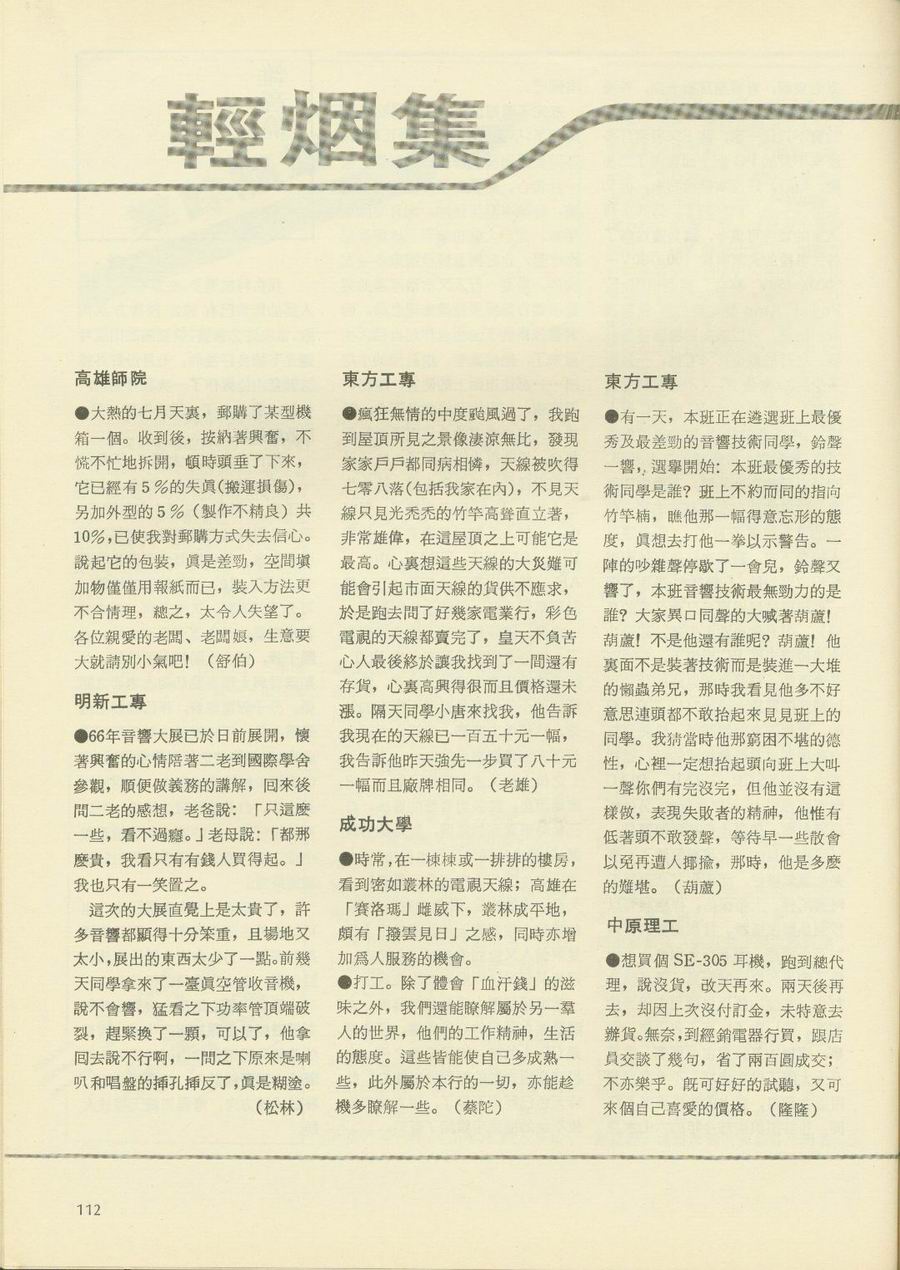 輕烟集
高雄師院
●大熱的七月天裏，郵購了某型機
箱一個。收到後，按納著興奮，不
慌不忙地拆開，頓時頭垂了下來，
它已經有5%的失眞(搬運損傷)，
另加外型的5%（製作不精良）共
10%，已使我對郵購方式失去信心。
說起它的包裝，眞是差勁，空間塡
加物僅僅用報紙而已，裝入方法更
不合情理，總之，太令人失望了。
各位親愛的老闆、老闆娘，生意要
大就請別小氣吧！（舒伯）
明新工專
●66年音響大展已於日前展開，懷
著興奮的心情陪著二老到國際學舍
參觀，順便做義務的講解，囘來後
問二老的感想，老爸說：「只這麼
一些，看不過癮。」老母說：「都那
麼貴，我看只有有錢人買得起。」
我也只有一笑置之。
這次的大展直覺上是太貴了，許
多音響都顯得十分笨重，且場地又
太小，展出的東西太少了一點。前幾
天同學拿來了一臺眞空管收音機，
說不會響，猛看之下功率管頂端破
裂，趕緊換了一顆，可以了，他拿
囘去說不行啊，一問之下原來是喇
叭和唱盤的揷孔揷反了，眞是糊塗。
（松林）
東方工專
●瘋狂無情的中度颱風過了，我跑
到屋頂所見之景像淒涼無比，發現
家家戶戶都同病相憐，天線被吹得
七零八落(包括我家在內)，不見天
線只見光禿禿的竹竿高聳直立著，
非常雄偉，在這屋頂之上可能它是
最高。心裏想這些天線的大災難可
能會引起市面天線的貨供不應求，
於是跑去問了好幾家電業行，彩色
電視的天線都賣完了，皇天不負苦
心人最後終於讓我找到了一間還有
存貨，心裏高興得很而且價格還未
漲。隔天同學小唐來找我，他告訴
我現在的天線已一百五十元一幅，
我告訴他昨天強先一步買了八十元
一幅而且廠牌相同。（老雄）
成功大學
●時常，在一棟棟或一排排的樓房，
看到密如叢林的電視天線；高雄在
「賽洛瑪」雌威下，叢林成平地，
頗有「撥雲見日」之感，同時亦增
加爲人服務的機會。
●打工。除了體會「血汗錢」的滋
味之外，我們還能瞭解屬於另一羣
人的世界，他們的工作精神，生活
的態度。這些皆能使自己多成熟一
些，此外屬於本行的一切，亦能趁
機多瞭解一些。（蔡陀）
東方工專
●有一天，本班正在遴選班上最優
秀及最差勁的音響技術同學，鈴聲
一響，選擧開始：本班最優秀的技
術同學是誰？班上不約而同的指向
竹竿楠，瞧他那一幅得意忘形的態
度，眞想去打他一拳以示警告。一
陣的吵雜聲停歇了一會兒，鈴聲又
響了，本班音響技術最無勁力的是
誰？大家異口同聲的大喊著葫蘆！
葫蘆！不是他還有誰呢？葫蘆！他
裏面不是裝著技術而是裝進一大堆
的懶蟲弟兄，那時我看見他多不好
意思連頭都不敢抬起來見見班上的
同學。我猜當時他那窮困不堪的德
性，心裡一定想抬起頭向班上大叫
一聲你們有完沒完，但他並沒有這
樣做，表現失敗者的精神，他惟有
低著頭不敢發聲，等待早一些散會
以免再遭人揶揄，那時，他是多麼
的難堪。（葫蘆）
中原理工
●想買個 SE-305 耳機，跑到總代
理，說沒貨，改天再來。兩天後再
去，却因上次沒付訂金，未特意去
辦貨。無奈，到經銷電器行買，跟店
員交談了幾句，省了兩百圓成交；
不亦樂乎。旣可好好的試聽，又可
來個自己喜愛的價格。（隆隆）
112